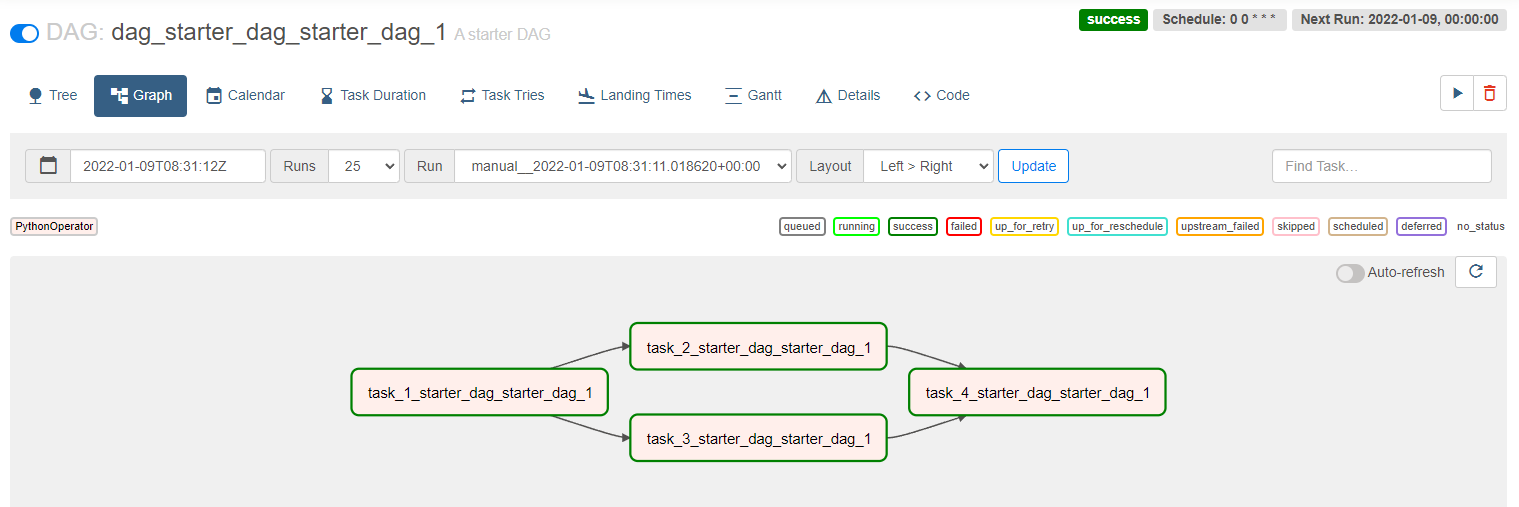 DAG: dag_starter_dag_starter_dag_1 A starter DAG
success Schedule: 0 0 * * * Next Run: 2022-01-09, 00:00:00
Tree Graph Calendar Task Duration Task Tries Landing Times Gantt Details Code
2022-01-09T08:31:12Z Runs 25 Run manual__2022-01-09T08:31:11.018620+00:00 Layout Left > Right Update Find Task...
PythonOperator queued running success failed up_for_retry up_for_reschedule upstream_failed skipped scheduled deferred no_status
Auto-refresh
task_2_starter_dag_starter_dag_1
task_1_starter_dag_starter_dag_1 task_4_starter_dag_starter_dag_1
task_3_starter_dag_starter_dag_1